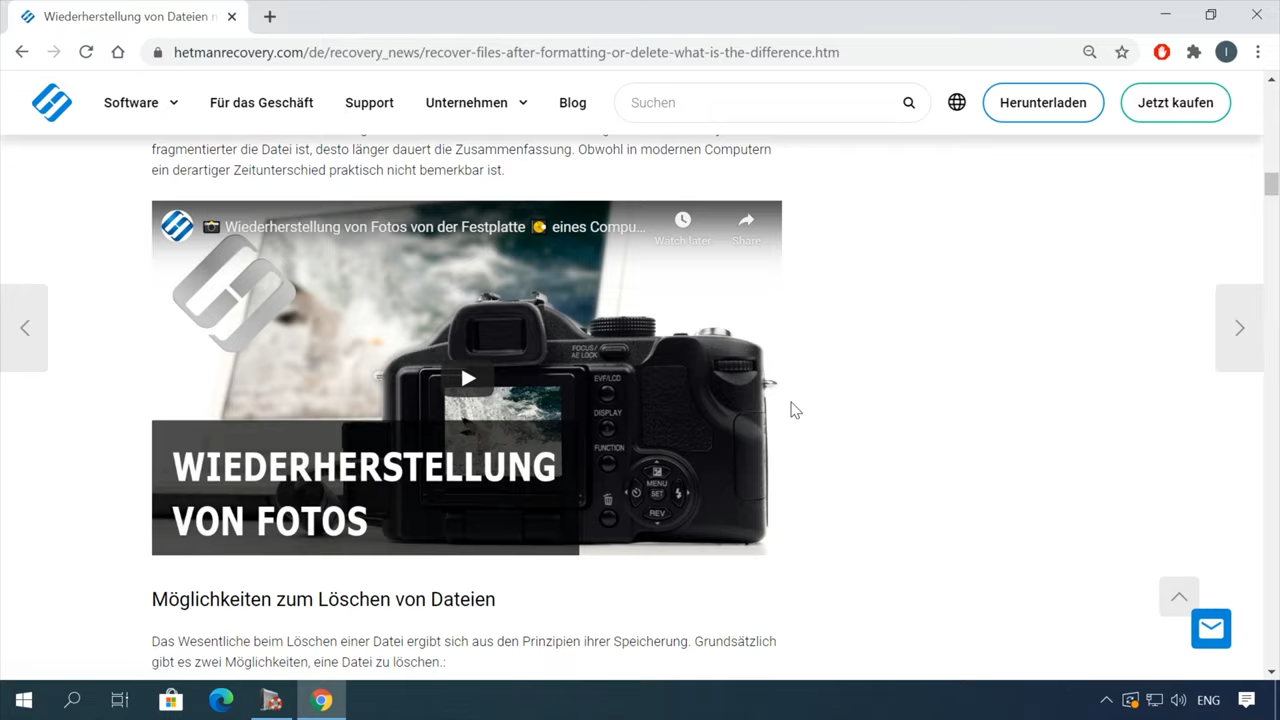 Wiederherstellung von Dateien n
hetmanrecovery.com/de/recovery_news/recover-files-after-formatting-or-delete-what-is-the-difference.htm
I
Software
Für das Geschäft
Support
Unternehmen
Blog
Suchen
Herunterladen
Jetzt kaufen
fragmentierter die Datei ist, desto länger dauert die Zusammenfassung. Obwohl in modernen Computern
ein derartiger Zeitunterschied praktisch nicht bemerkbar ist.
Wiederherstellung von Fotos von der Festplatte eines Compu...
Watch later
Share
FOCUS/
AE LOCK
EVF/LCD
DISPLAY
FUNCTION
MENU
SET
REV
WIEDERHERSTELLUNG
VON FOTOS
Möglichkeiten zum Löschen von Dateien
Das Wesentliche beim Löschen einer Datei ergibt sich aus den Prinzipien ihrer Speicherung. Grundsätzlich
gibt es zwei Möglichkeiten, eine Datei zu löschen.:
ENG